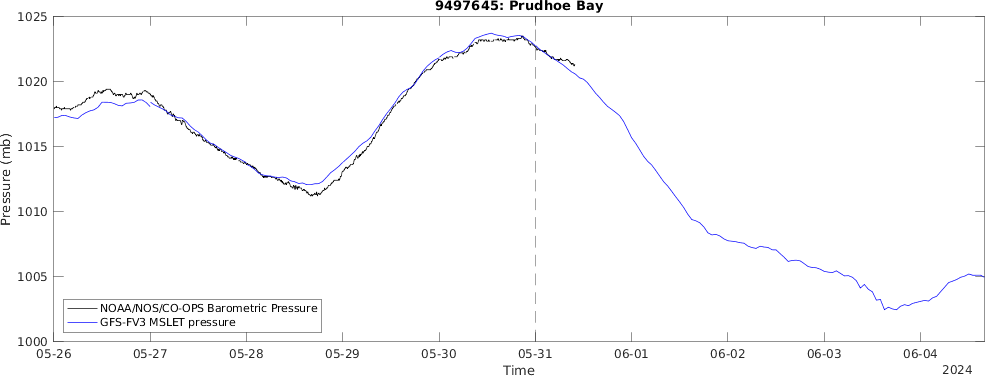 9497645: Prudhoe Bay
1025
1020
1015
1010
1005
1000
Pressure (mb)
NOAA/NOS/CO-OPS Barometric Pressure
GFS-FV3 MSLET pressure
05-26 05-27 05-28 05-29 05-30 05-31 06-01 06-02 06-03 06-04
Time
2024